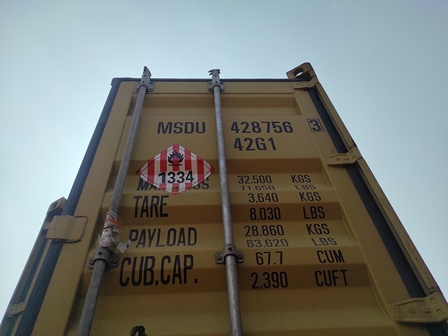 MSDU 428756 3
42G1
1334
32.500 KGS
71.650 LBS
TARE 3.640 KGS
8.030 LBS
PAYLOAD 28.860 KGS
63.620 LBS
CUB.CAP. 67.7 CUM
2.390 CUFT